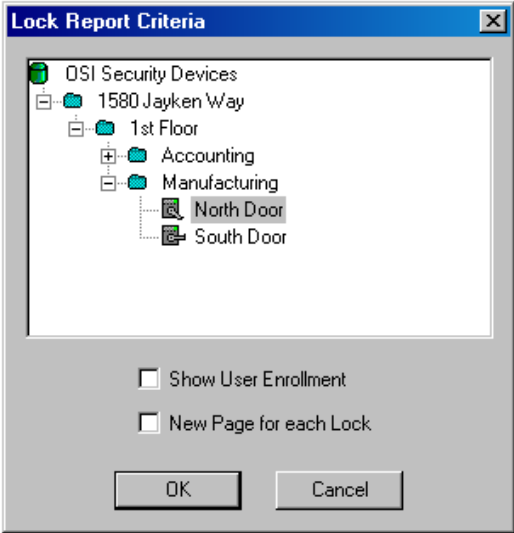 Lock Report Criteria
OSI Security Devices
1580 Jayken Way
1st Floor
Accounting
Manufacturing
North Door
South Door
Show User Enrollment
New Page for each Lock
OK Cancel